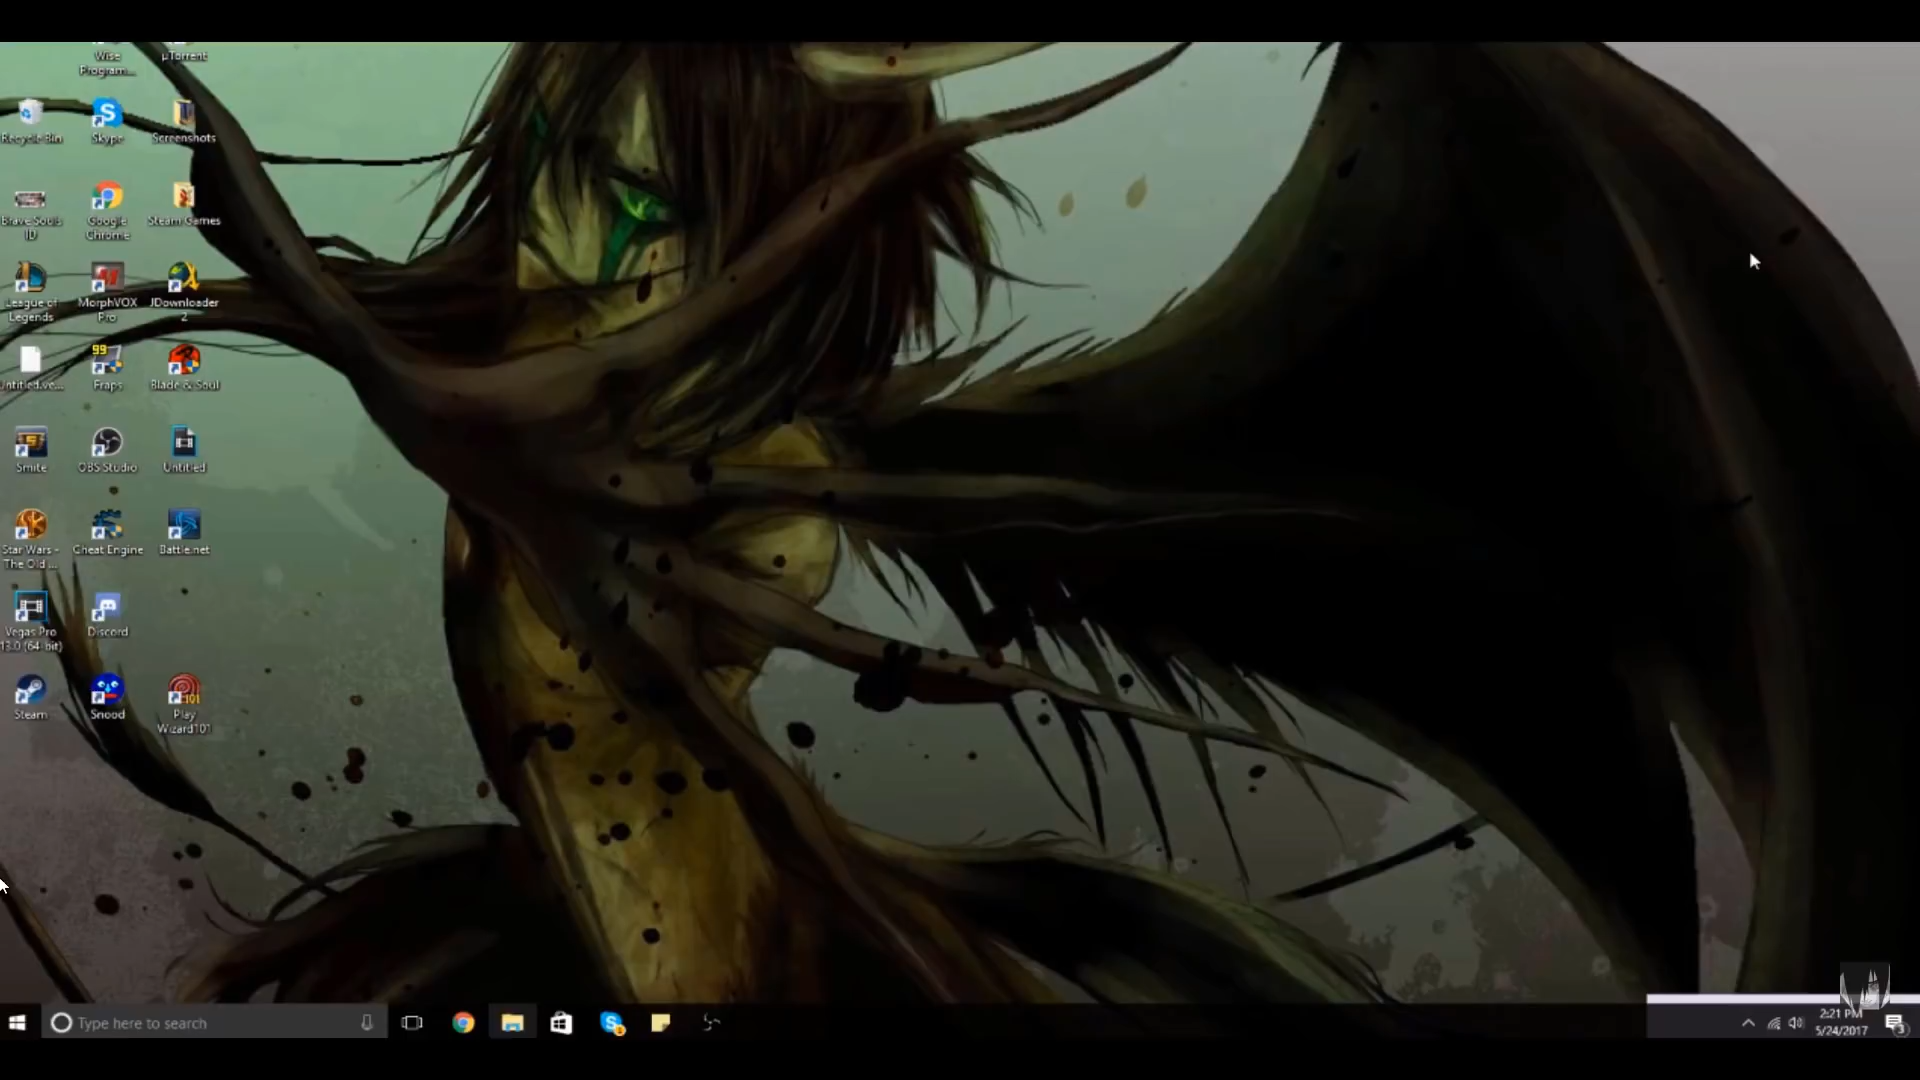 Wise
Program...
µTorrent
Recycle Bin
Skype
Screenshots
Brave Souls
ID
Google
Chrome
Steam Games
League of
Legends
MorphVOX
Pro
JDownloader
2
Untitled.ve...
99
Fraps
Blade & Soul
Smite
OBS Studio
Untitled
Star Wars -
The Old ...
Cheat Engine
Battle.net
Vegas Pro
13.0 (64-bit)
Discord
Steam
Snood
101
Play
Wizard101
Type here to search
2:21 PM
5/24/2017
3